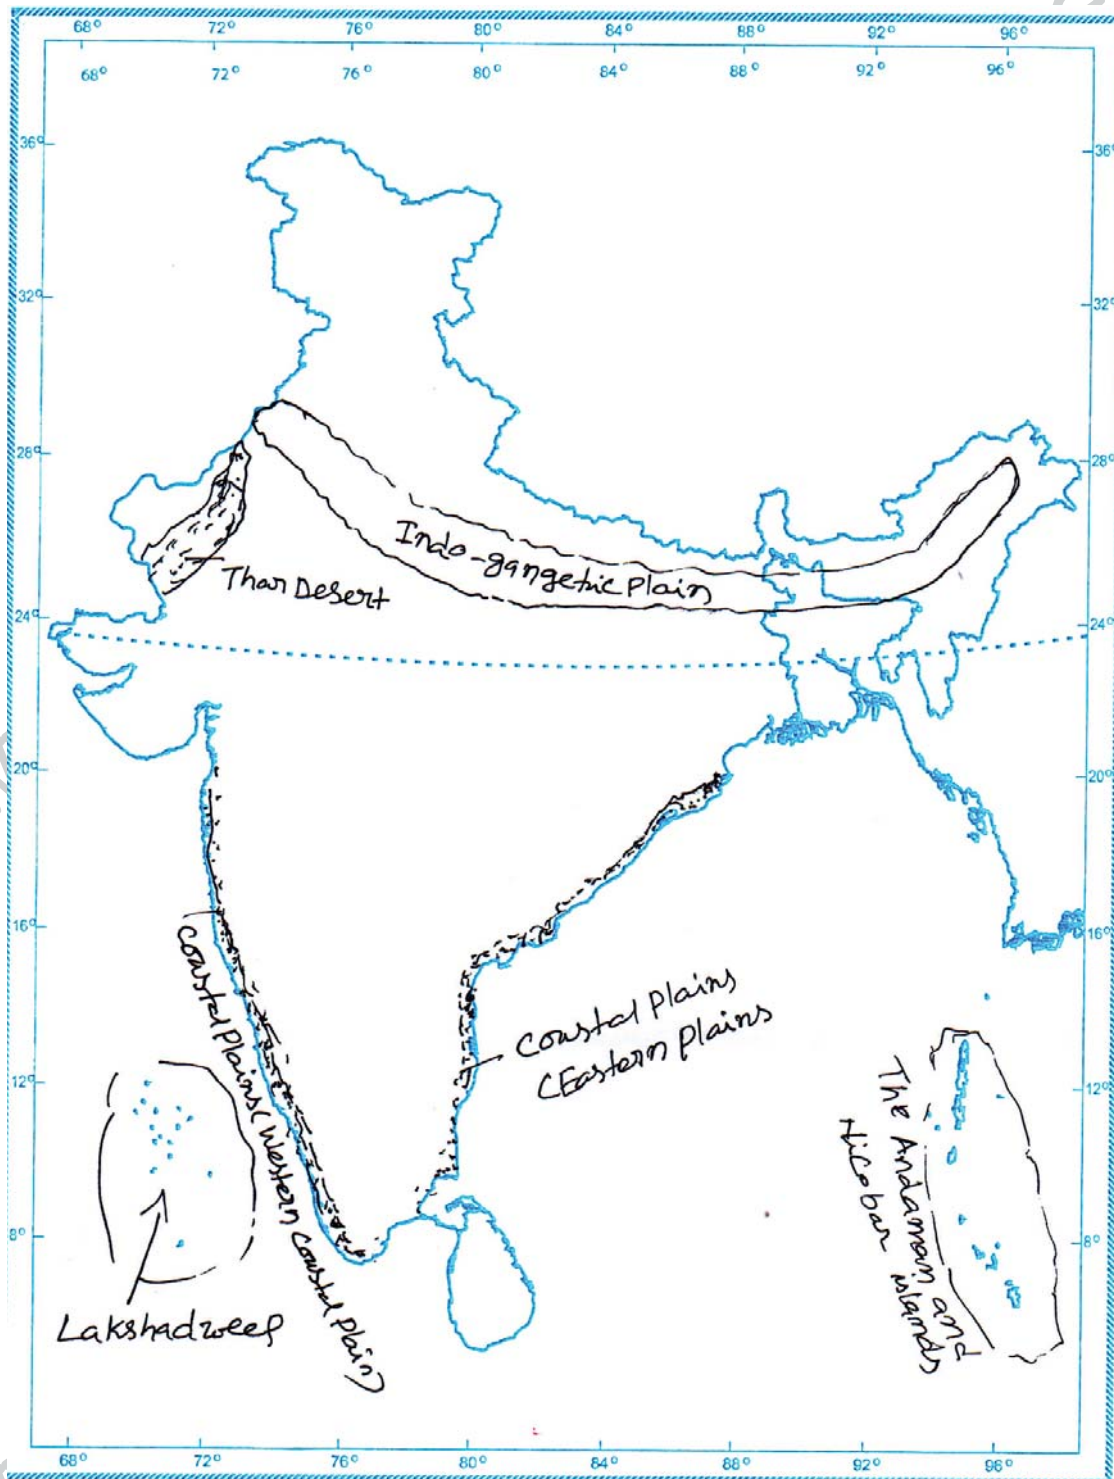 68° 72° 76° 80° 84° 88° 92° 96°
68° 72° 76° 80° 84° 88° 92° 96°
36° 36°
32° 32°
28° 28°
Indo-gangetic Plain
Thar Desert
24° 24°
20° 20°
16° 16°
Coastal Plains (Western Coastal Plain)
Coastal Plains
(Eastern Plains
12° 12°
The Andaman and
Nicobar islands
8° 8°
Lakshadweep
68° 72° 76° 80° 84° 88° 92° 96°